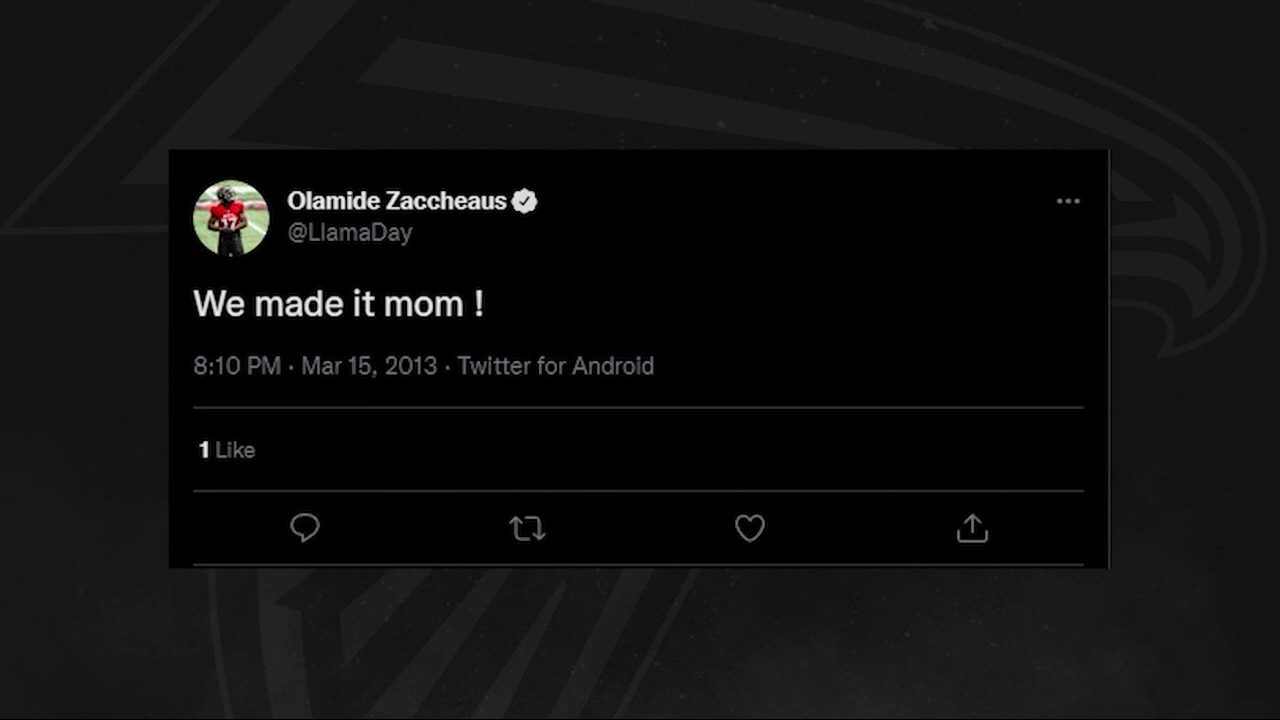 Olamide Zaccheaus
@LlamaDay
We made it mom !
8:10 PM · Mar 15, 2013 · Twitter for Android
1 Like